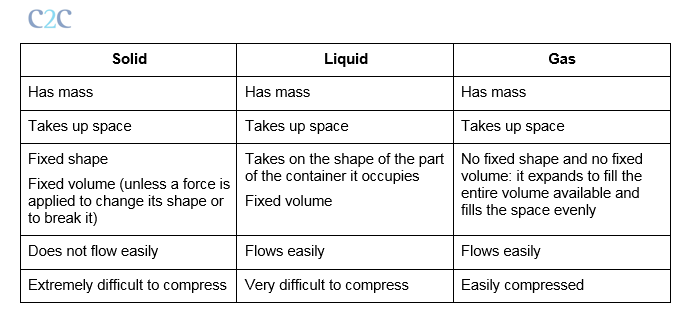 C2C
Solid Liquid Gas
Has mass Has mass Has mass
Takes up space Takes up space Takes up space
Fixed shape
Fixed volume (unless a force is
applied to change its shape or
to break it)
Takes on the shape of the part
of the container it occupies
Fixed volume
No fixed shape and no fixed
volume: it expands to fill the
entire volume available and
fills the space evenly
Does not flow easily Flows easily Flows easily
Extremely difficult to compress Very difficult to compress Easily compressed